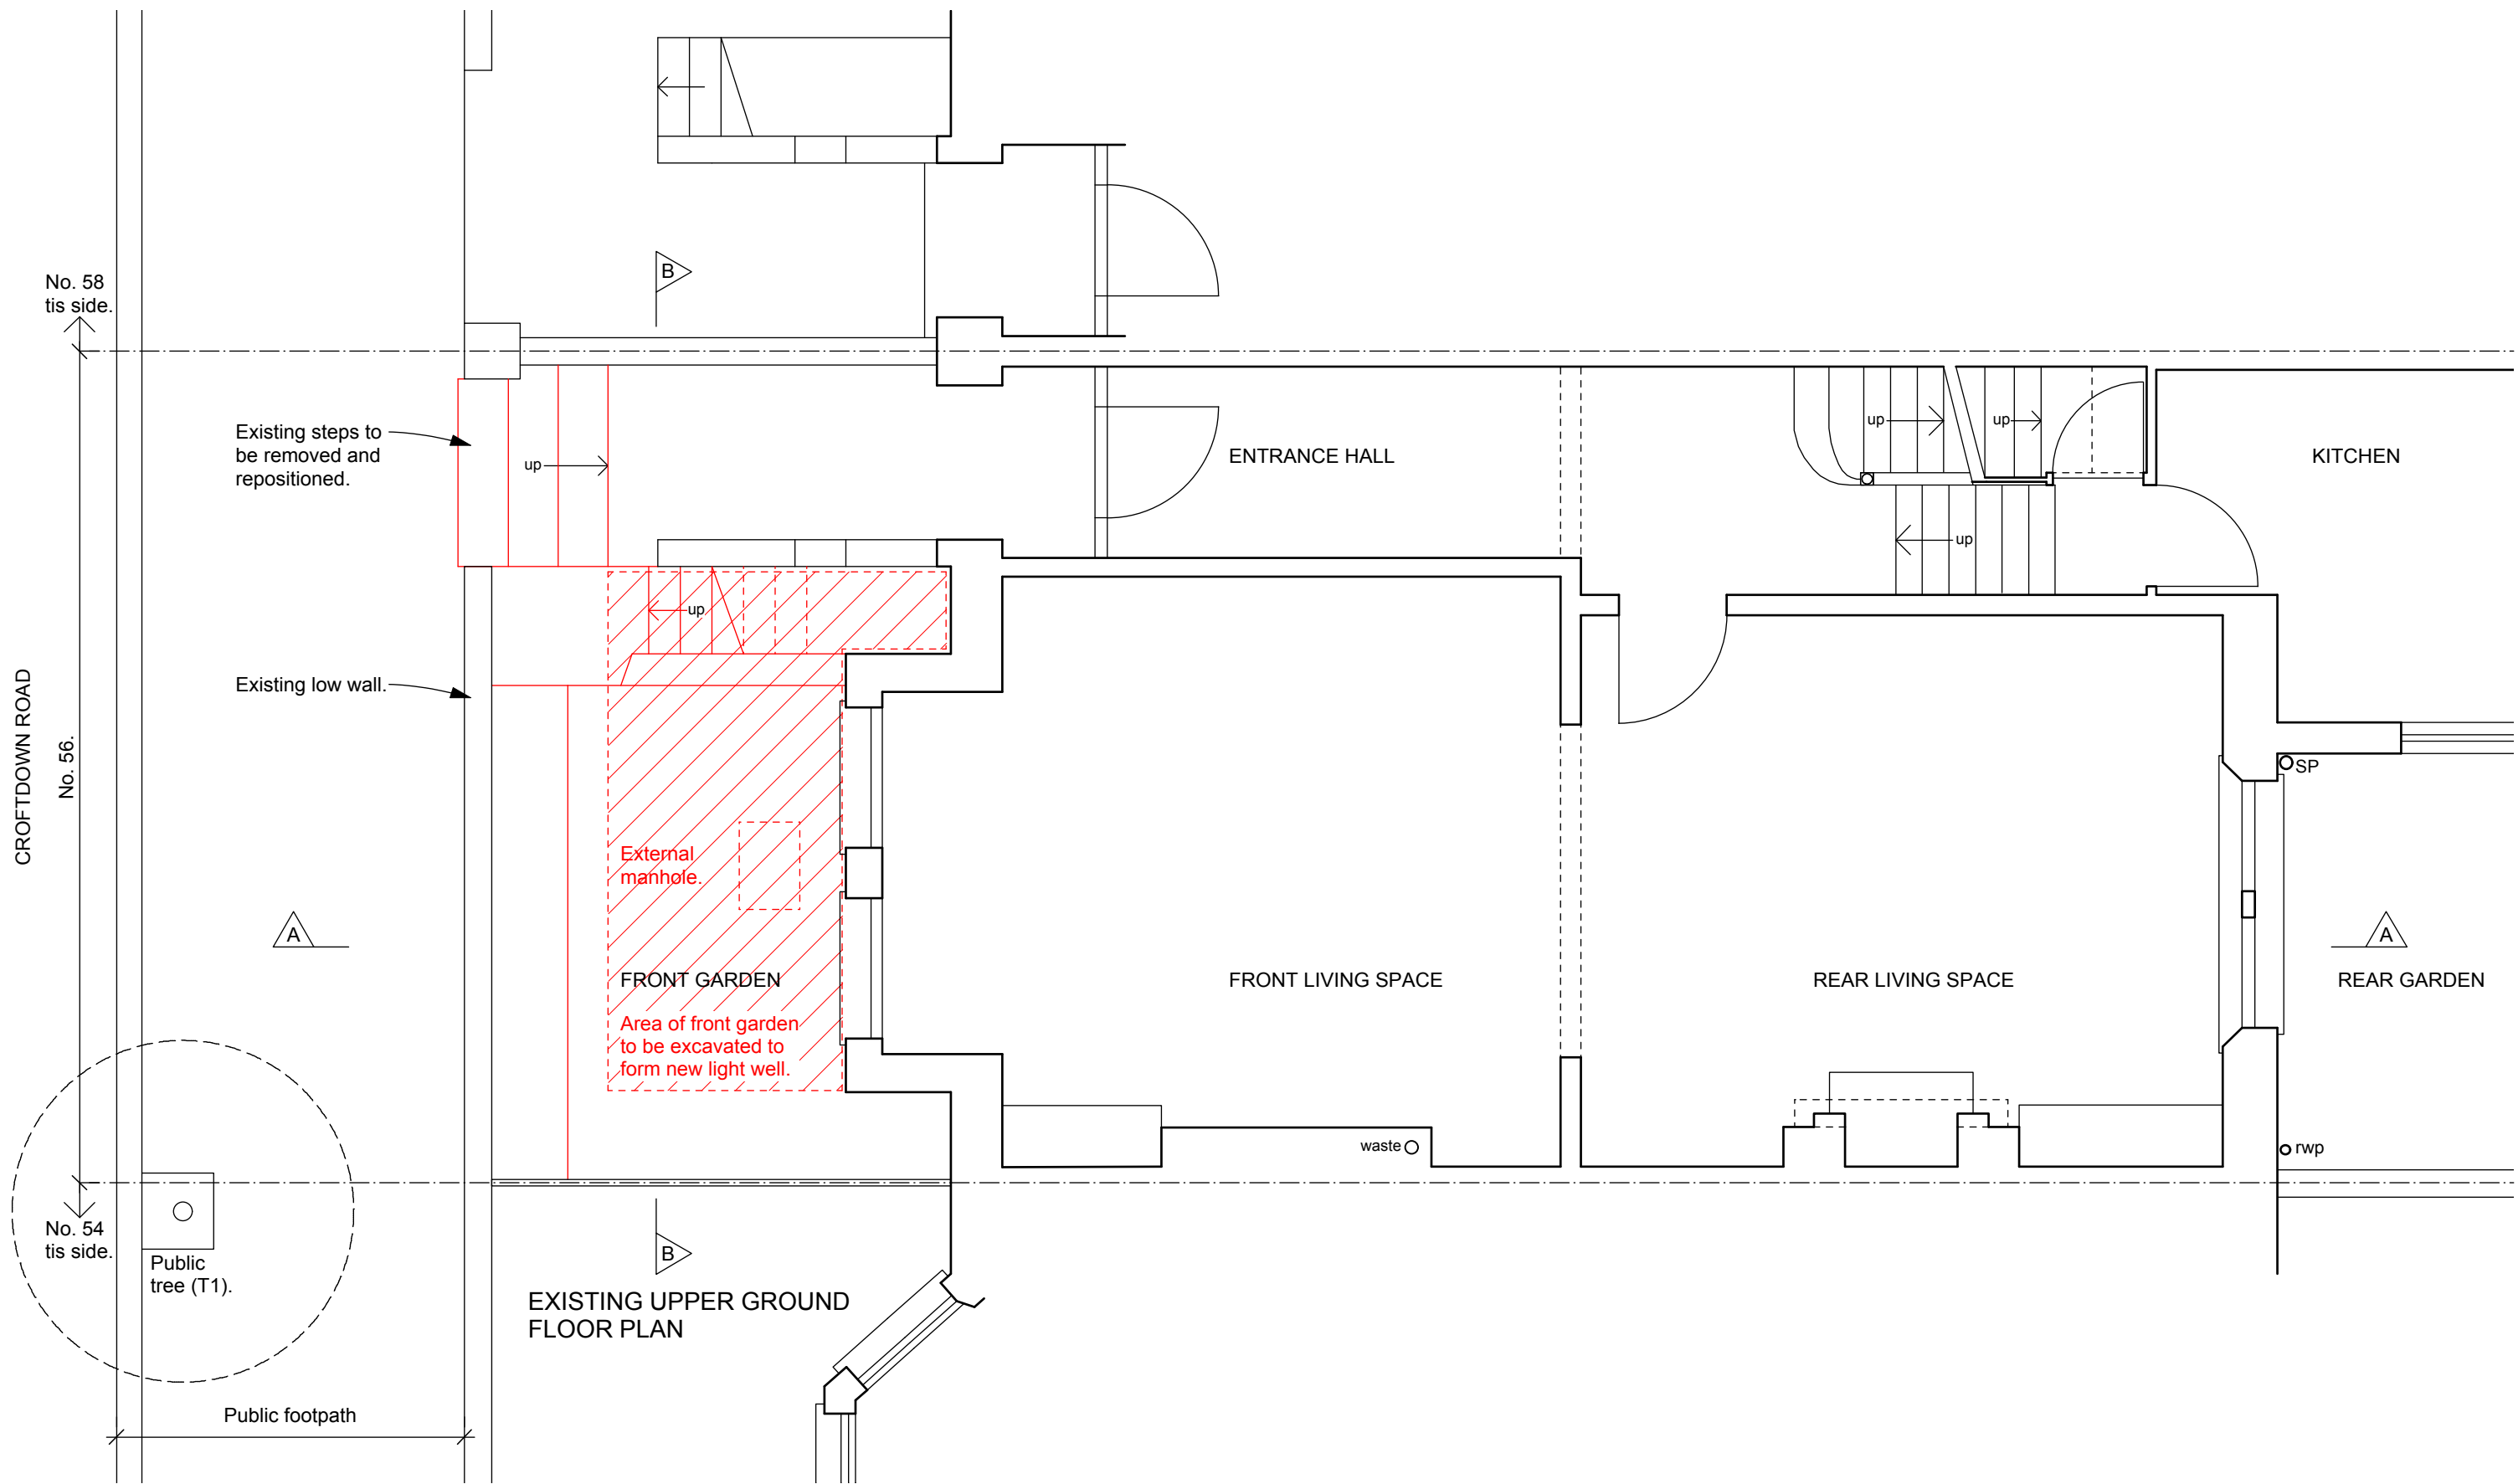 B
No. 58
tis side.
Existing steps to
be removed and
repositioned.
up
ENTRANCE HALL
up
up
KITCHEN
up
up
CROFTDOWN ROAD
No. 56.
Existing low wall.
SP
External
manhole.
A
A
FRONT GARDEN
FRONT LIVING SPACE
REAR LIVING SPACE
REAR GARDEN
Area of front garden
to be excavated to
form new light well.
waste
rwp
No. 54
tis side.
Public
tree (T1).
B
EXISTING UPPER GROUND
FLOOR PLAN
Public footpath